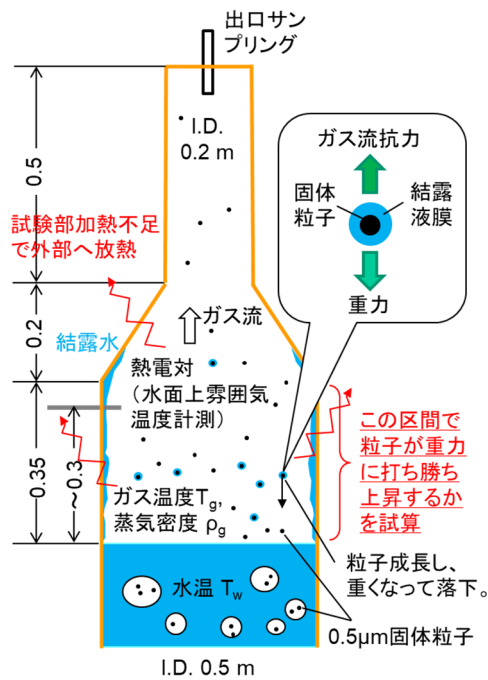 出口サン
プリング
I.D.
0.2 m
0.5
ガス流抗力
固体
粒子
結露
液膜
重力
試験部加熱不足
で外部へ放熱
0.2
結露水
ガス流
熱電対
（水面上雰囲気
温度計測）
0.35
～0.3
この区間で
粒子が重力
に打ち勝ち
上昇するか
を試算
ガス温度Tg,
蒸気密度 ρg
粒子成長し、
重くなって落下。
水温 Tw
0.5μm固体粒子
I.D. 0.5 m